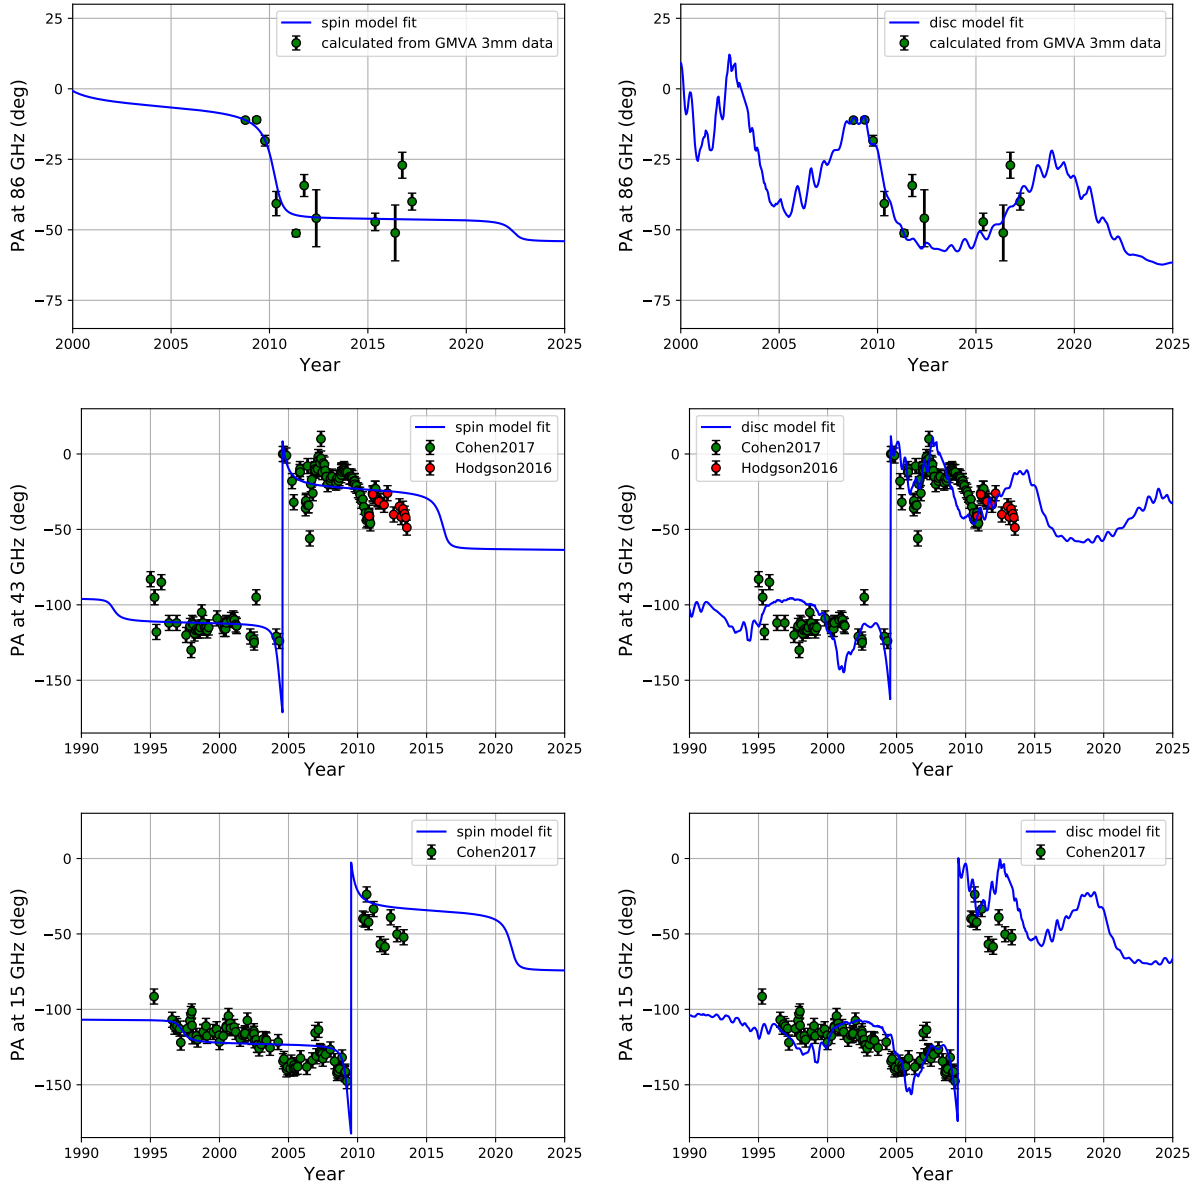 25
0
−25
−50
−75
PA at 86 GHz (deg)
spin model fit
calculated from GMVA 3mm data
2000
2005
2010
2015
2020
2025
Year
25
0
−25
−50
−75
PA at 86 GHz (deg)
disc model fit
calculated from GMVA 3mm data
2000
2005
2010
2015
2020
2025
Year
0
−50
−100
−150
PA at 43 GHz (deg)
spin model fit
Cohen2017
Hodgson2016
1990
1995
2000
2005
2010
2015
2020
2025
Year
0
−50
−100
−150
PA at 43 GHz (deg)
disc model fit
Cohen2017
Hodgson2016
1990
1995
2000
2005
2010
2015
2020
2025
Year
0
−50
−100
−150
PA at 15 GHz (deg)
spin model fit
Cohen2017
1990
1995
2000
2005
2010
2015
2020
2025
Year
0
−50
−100
−150
PA at 15 GHz (deg)
disc model fit
Cohen2017
1990
1995
2000
2005
2010
2015
2020
2025
Year